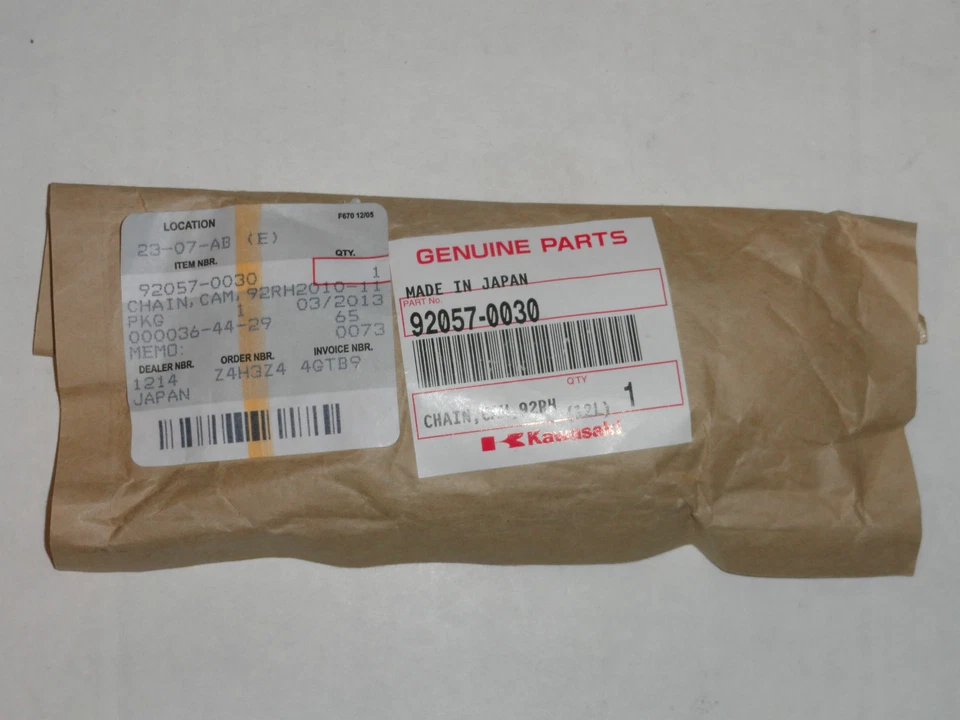 LOCATION
F670 12/05
23-07-AB (E)
ITEM NBR.
QTY.
92057-0030
1
CHAIN,CAM,92RH2010-11
1
03/2013
PKG
65
000036-44-29
0073
MEMO:
DEALER NBR.
ORDER NBR.
INVOICE NBR.
1214
Z4H3Z4
4GTB9
JAPAN
GENUINE PARTS
MADE IN JAPAN
PART No.
92057-0030
QTY
1
CHAIN,CAM,92RH (12L)
Kawasaki